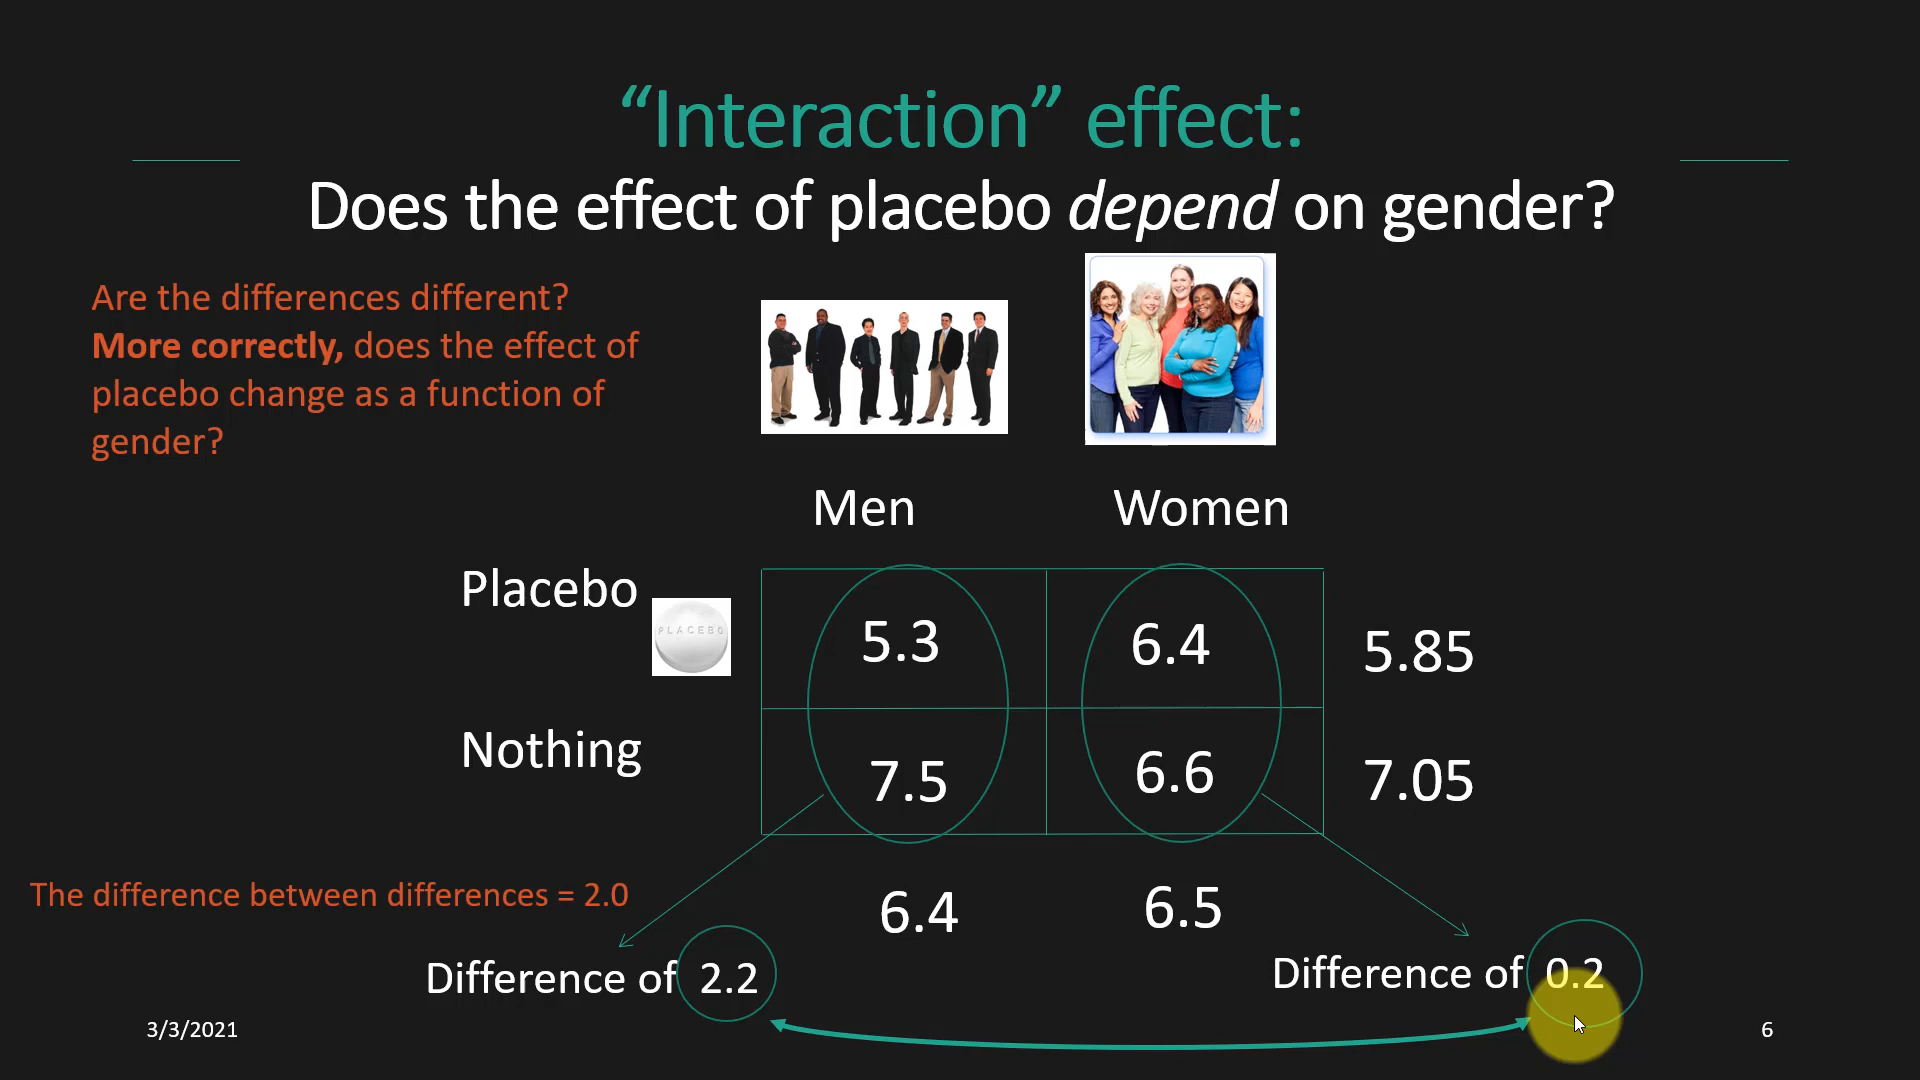 “Interaction” effect:
Does the effect of placebo depend on gender?
Are the differences different?
More correctly, does the effect of
placebo change as a function of
gender?
Men Women
Placebo
PLACEBO
5.3 6.4 5.85
Nothing
7.5 6.6 7.05
The difference between differences = 2.0
6.4 6.5
Difference of 2.2 Difference of 0.2
3/3/2021 6